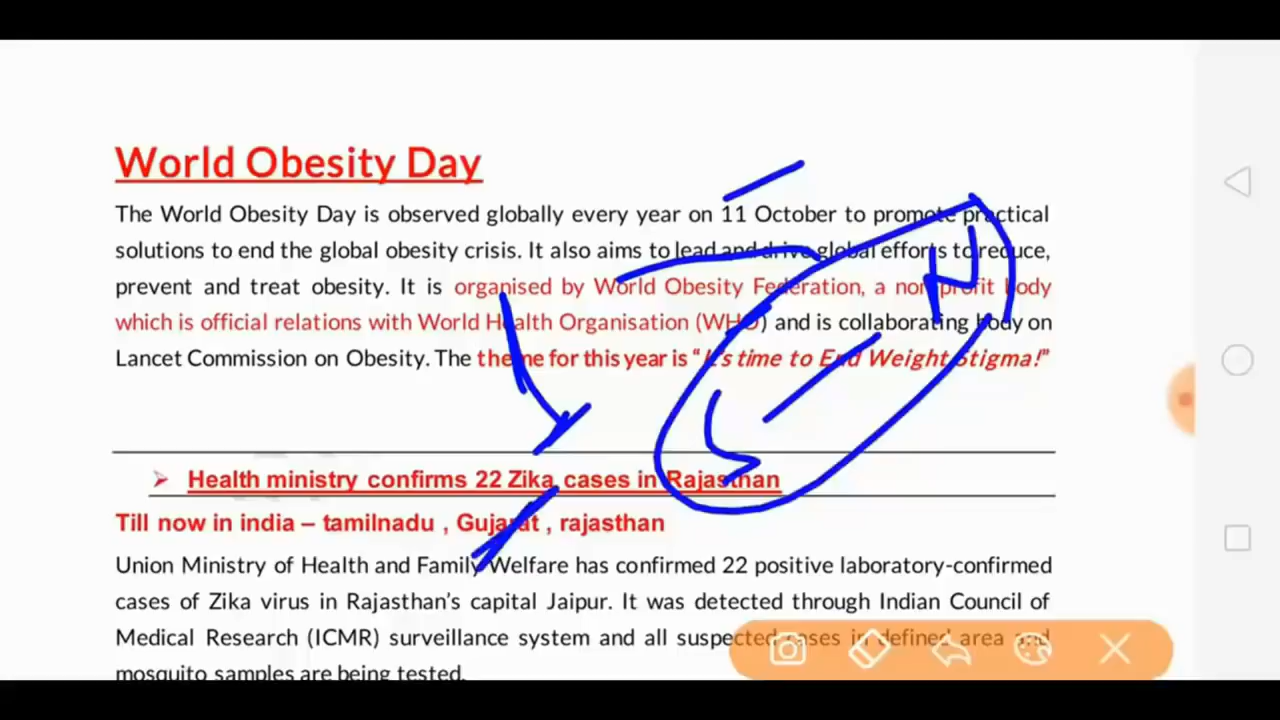 World Obesity Day
The World Obesity Day is observed globally every year on 11 October to promote practical
solutions to end the global obesity crisis. It also aims to lead and drive global efforts to reduce,
prevent and treat obesity. It is organised by World Obesity Federation, a non profit body
which is official relations with World Health Organisation (WHO) and is collaborating body on
Lancet Commission on Obesity. The theme for this year is “It’s time to End Weight Stigma!”
➢ Health ministry confirms 22 Zika cases in Rajasthan
Till now in india – tamilnadu , Gujarat , rajasthan
Union Ministry of Health and Family Welfare has confirmed 22 positive laboratory-confirmed
cases of Zika virus in Rajasthan’s capital Jaipur. It was detected through Indian Council of
Medical Research (ICMR) surveillance system and all suspected cases in defined area and
mosquito samples are being tested.